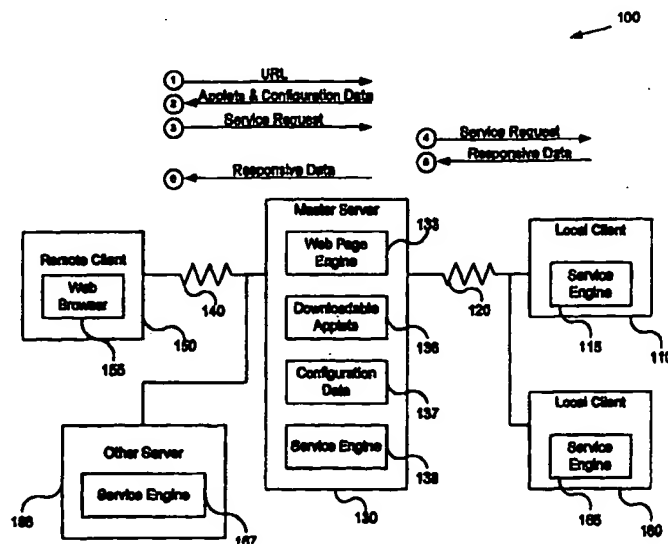 100
1 URL
2 Applets & Configuration Data
3 Service Request
4 Service Request
5 Responsive Data
6 Responsive Data
Master Server
Web Page Engine
133
Remote Client
Web Browser
155
150
140
120
Local Client
Service Engine
115
110
Downloadable Applets
136
Configuration Data
137
Service Engine
139
130
Other Server
Service Engine
167
Local Client
Service Engine
165
160